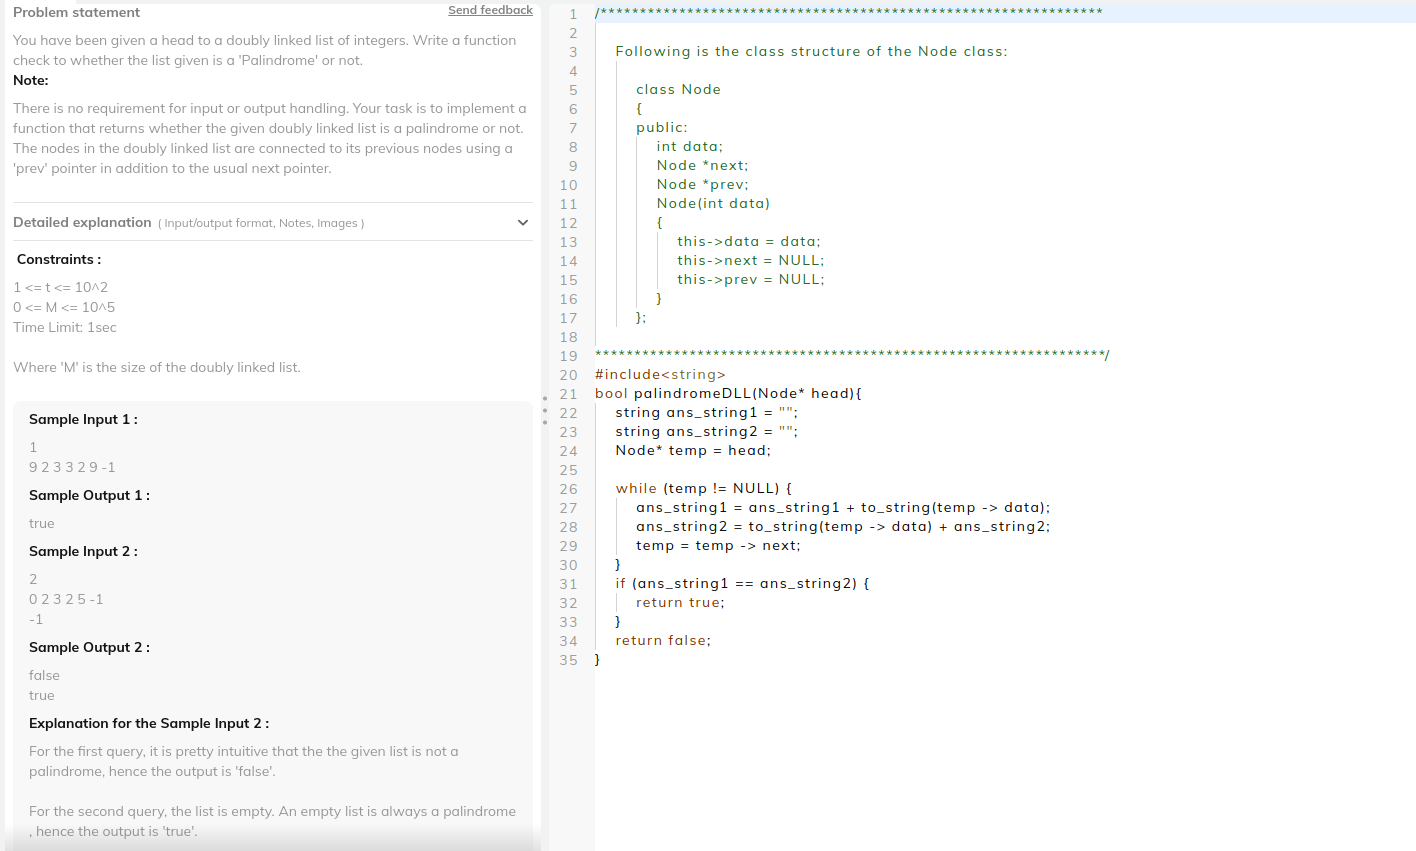 Problem statement
Send feedback
You have been given a head to a doubly linked list of integers. Write a function
check to whether the list given is a 'Palindrome' or not.
Note:
There is no requirement for input or output handling. Your task is to implement a
function that returns whether the given doubly linked list is a palindrome or not.
The nodes in the doubly linked list are connected to its previous nodes using a
'prev' pointer in addition to the usual next pointer.
Detailed explanation ( Input/output format, Notes, Images )
Constraints :
1 <= t <= 10^2
0 <= M <= 10^5
Time Limit: 1sec
Where 'M' is the size of the doubly linked list.
Sample Input 1 :
1
9 2 3 3 2 9 -1
Sample Output 1 :
true
Sample Input 2 :
2
0 2 3 2 5 -1
-1
Sample Output 2 :
false
true
Explanation for the Sample Input 2 :
For the first query, it is pretty intuitive that the the given list is not a
palindrome, hence the output is 'false'.
For the second query, the list is empty. An empty list is always a palindrome
, hence the output is 'true'.
1 /****************************************************************
2
3 Following is the class structure of the Node class:
4
5 class Node
6 {
7 public:
8 int data;
9 Node *next;
10 Node *prev;
11 Node(int data)
12 {
13 this->data = data;
14 this->next = NULL;
15 this->prev = NULL;
16 }
17 };
18
19 *****************************************************************/
20 #include<string>
21 bool palindromeDLL(Node* head){
22 string ans_string1 = "";
23 string ans_string2 = "";
24 Node* temp = head;
25
26 while (temp != NULL) {
27 ans_string1 = ans_string1 + to_string(temp -> data);
28 ans_string2 = to_string(temp -> data) + ans_string2;
29 temp = temp -> next;
30 }
31 if (ans_string1 == ans_string2) {
32 return true;
33 }
34 return false;
35 }